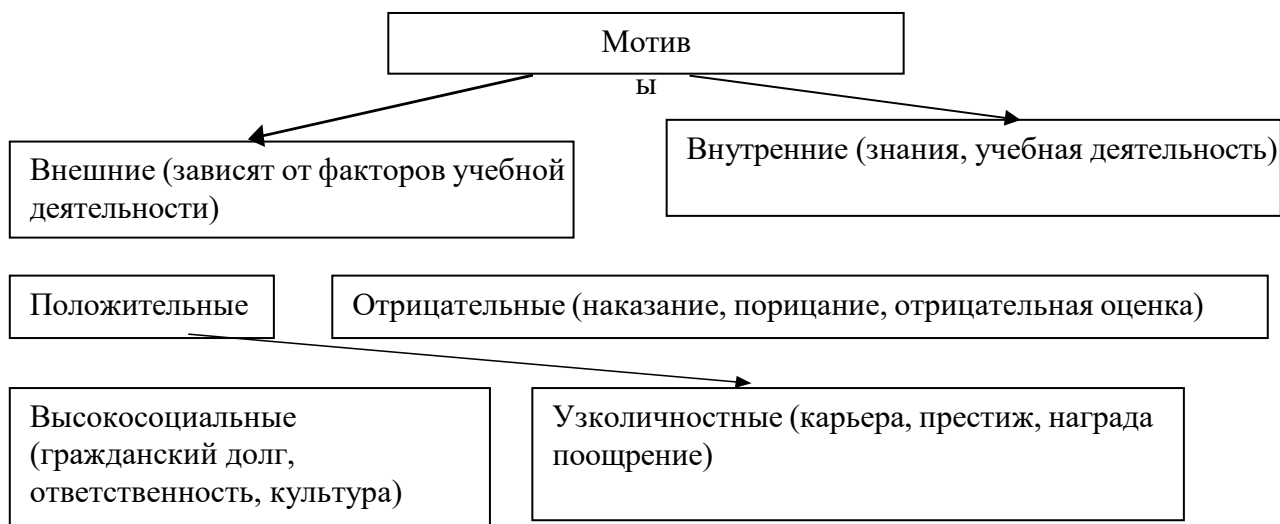 Мотив
ы
Внешние (зависят от факторов учебной
деятельности)
Внутренние (знания, учебная деятельность)
Положительные
Отрицательные (наказание, порицание, отрицательная оценка)
Высокосоциальные
(гражданский долг,
ответственность, культура)
Узколичностные (карьера, престиж, награда
поощрение)